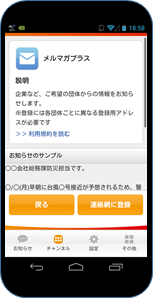 18:58
メルマガプラス
説明
企業など、ご希望の団体からの情報をお知ら
せします。
※登録には各団体ごとに異なる登録用アドレ
スが必要です
>> 利用規約を読む
お知らせのサンプル
〇〇会社総務課防災担当です。
〇/〇(月)早朝に台風〇号接近が予想されるため、警
戻る
連絡網に登録
お知らせ
チャンネル
設定
その他